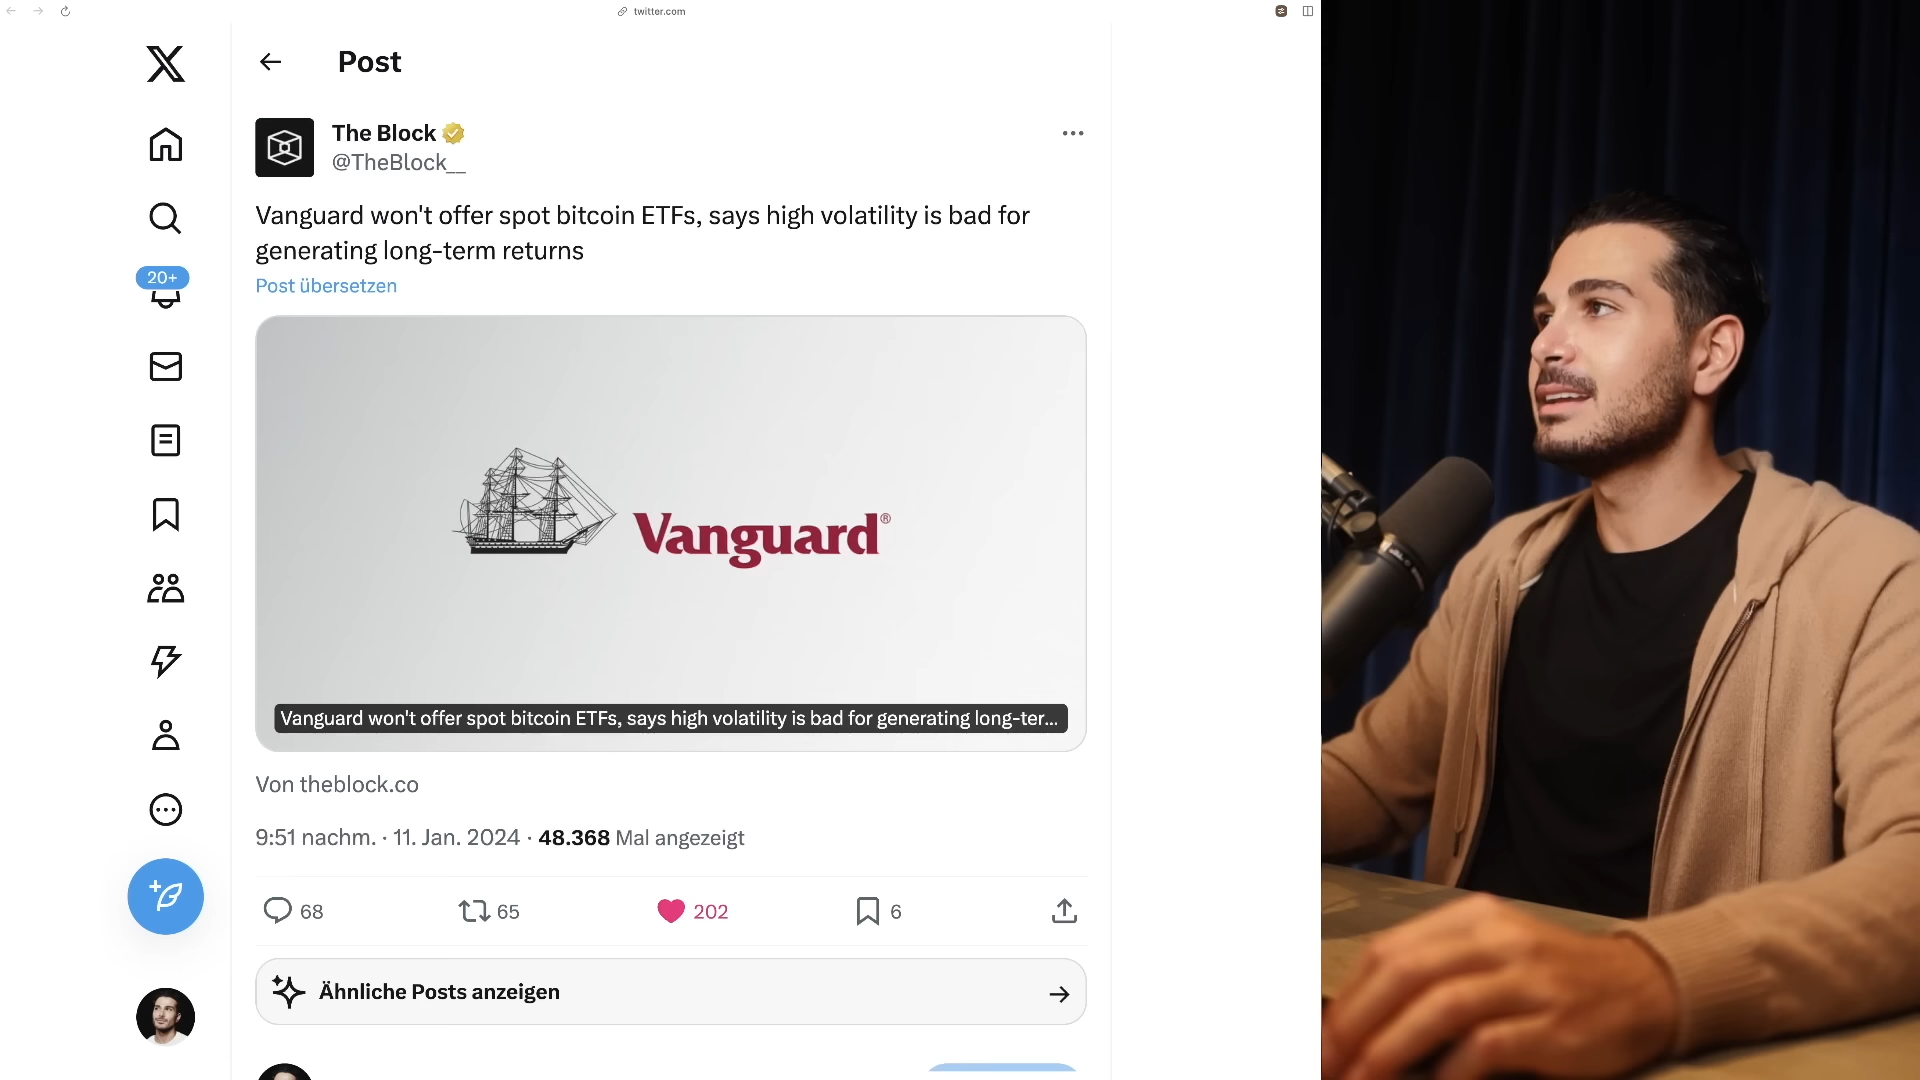 twitter.com
Post
The Block
@TheBlock__
Vanguard won't offer spot bitcoin ETFs, says high volatility is bad for
generating long-term returns
Post übersetzen
20+
Vanguard®
Vanguard won't offer spot bitcoin ETFs, says high volatility is bad for generating long-ter...
Von theblock.co
9:51 nachm. · 11. Jan. 2024 · 48.368 Mal angezeigt
68 65 202 6
Ähnliche Posts anzeigen